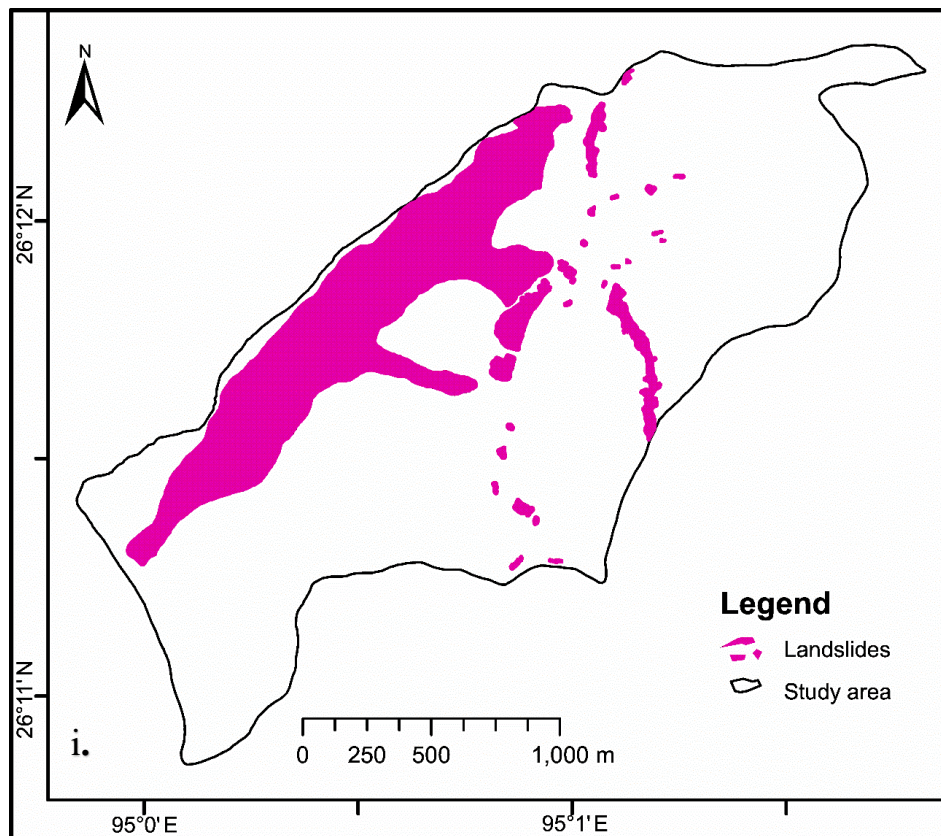 N
26°12' N
26°11' N
Legend
Landslides
Study area
i.
0 250 500 1,000 m
95°0' E 95°1' E